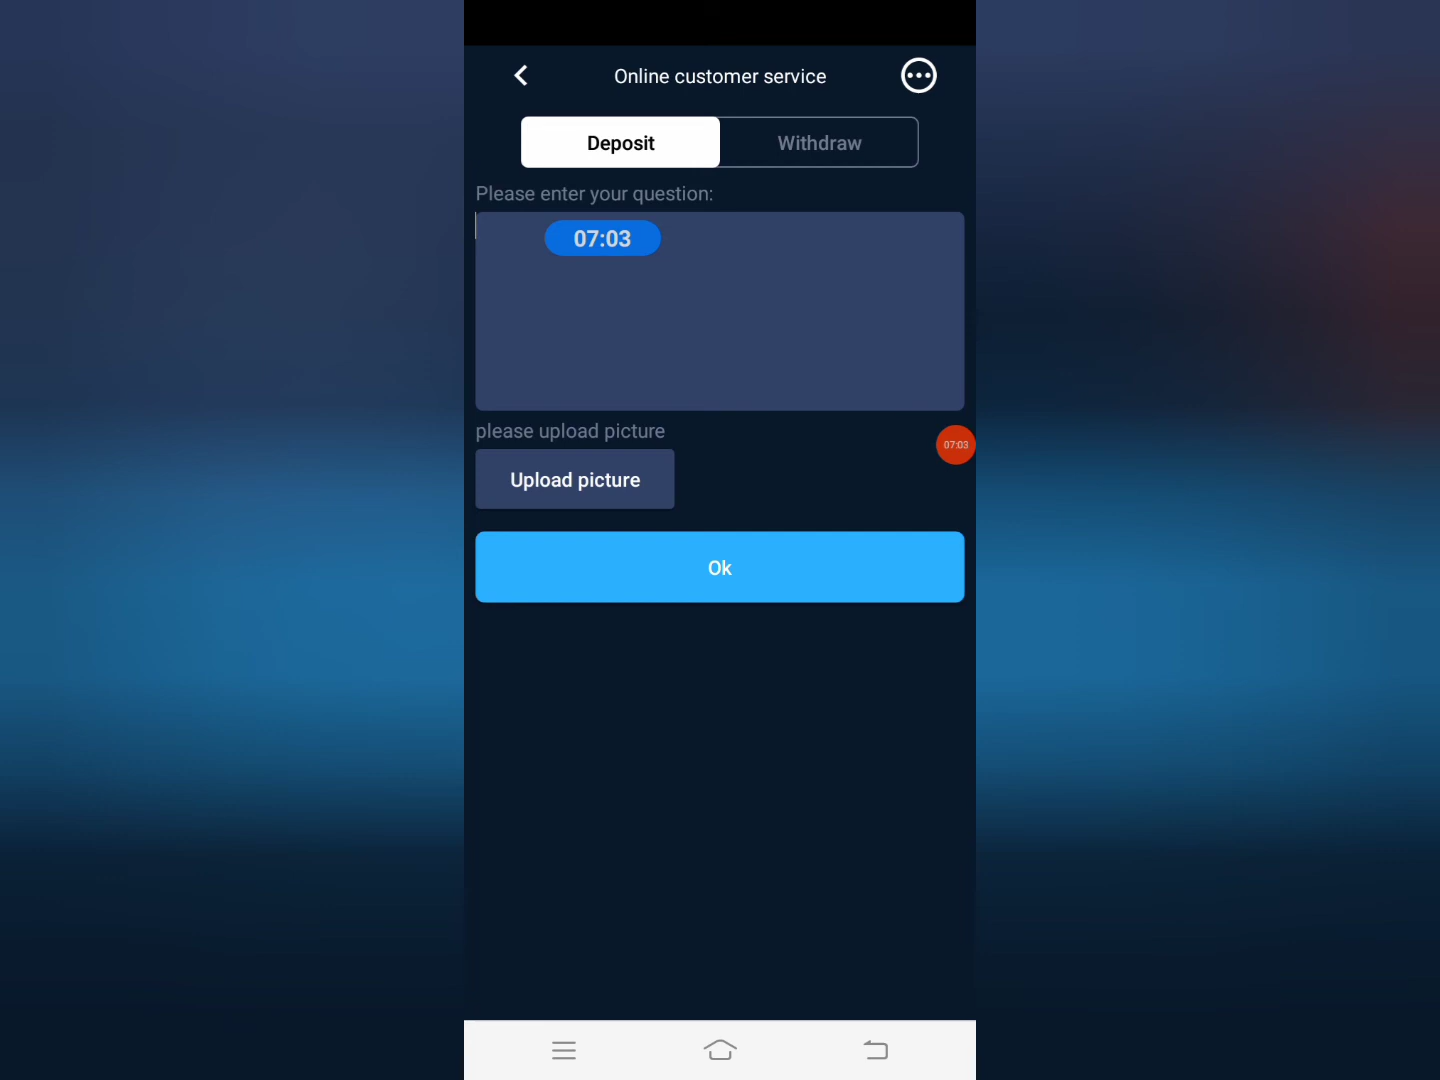 Online customer service
Deposit
Withdraw
Please enter your question:
07:03
please upload picture
07:03
Upload picture
Ok